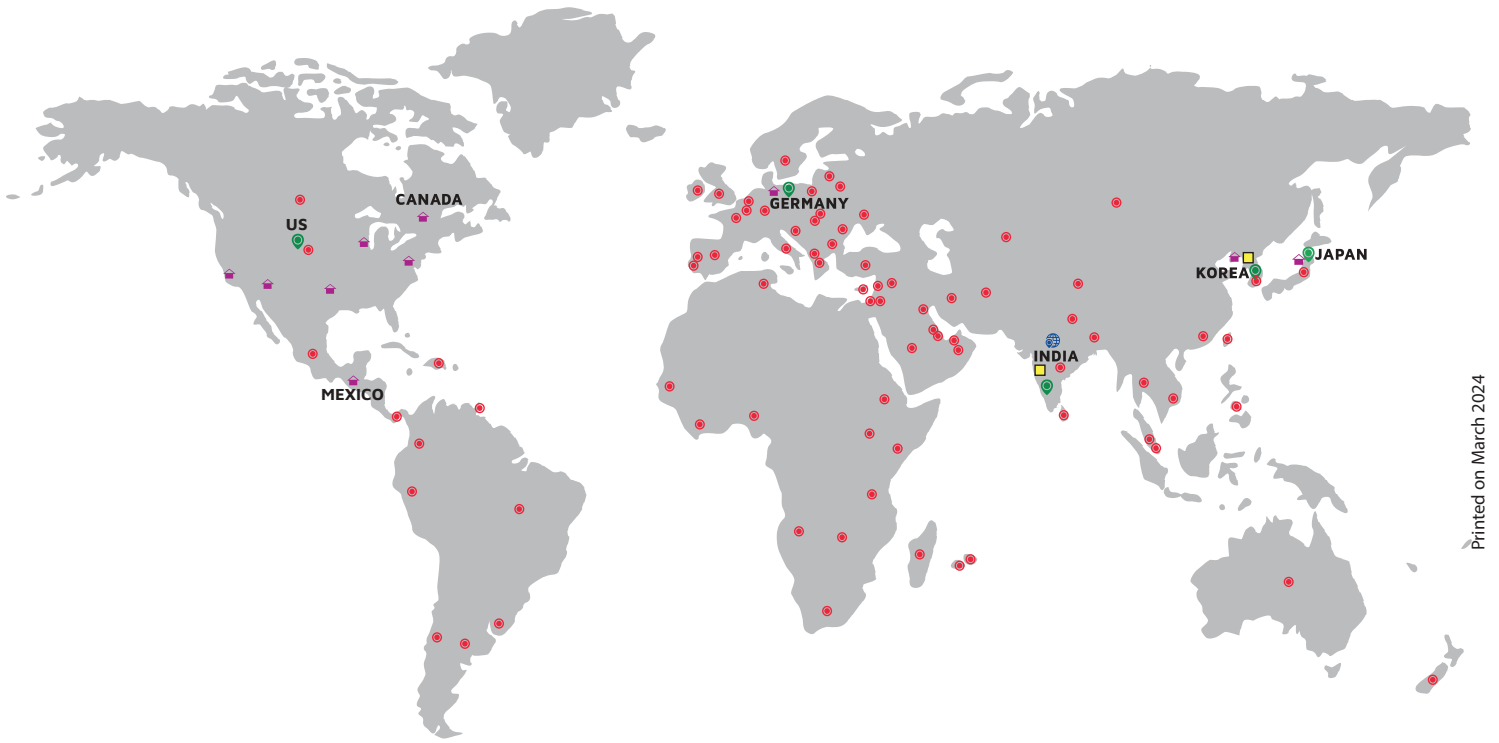 CANADA
US
GERMANY
JAPAN
KOREA
INDIA
MEXICO
Printed on March 2024